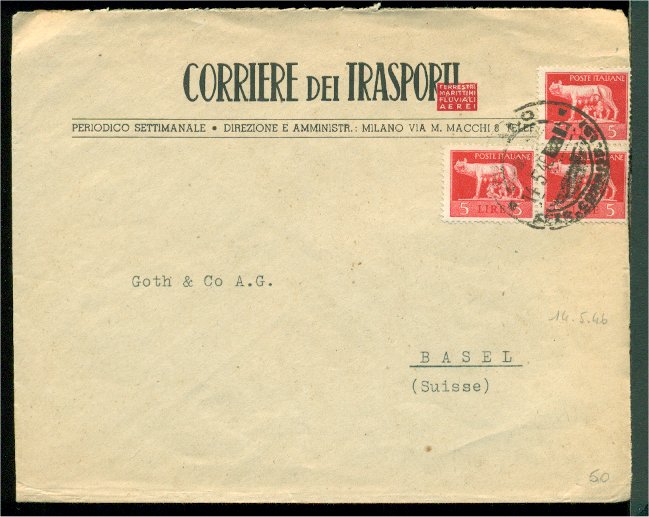 CORRIERE DEI TRASPORTI
TERRESTRI
MARITTIMI
FLUVIALI
AEREI
PERIODICO SETTIMANALE • DIREZIONE E AMMINISTR.: MILANO VIA M. MACCHI 8
POSTE ITALIANE
5
POSTE ITALIANE
5 LIRE 5
POSTE ITALIANE
5
Goth & Co A.G.
14.5.46
BASEL
(Suisse)
50